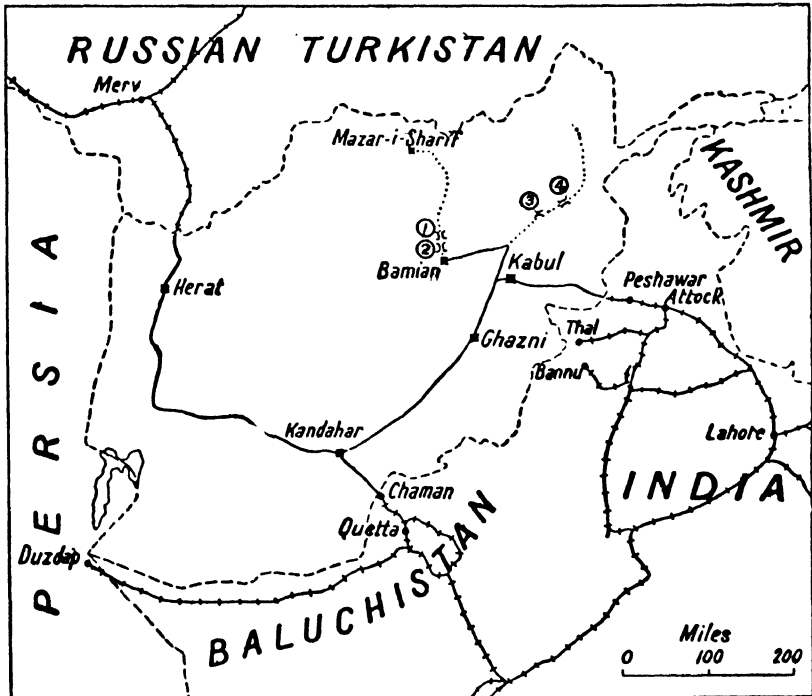 RUSSIAN TURKISTAN
Merv
Mazar-i-Sharif
KASHMIR
③ ④
①
②
Bamian
Kabul
Peshawar
Attock
PERSIA
Herat
Ghazni
Thal
Bannu
Kandahar
Lahore
Chaman
INDIA
Quetta
Duzdap
BALUCHISTAN
Miles
0 100 200